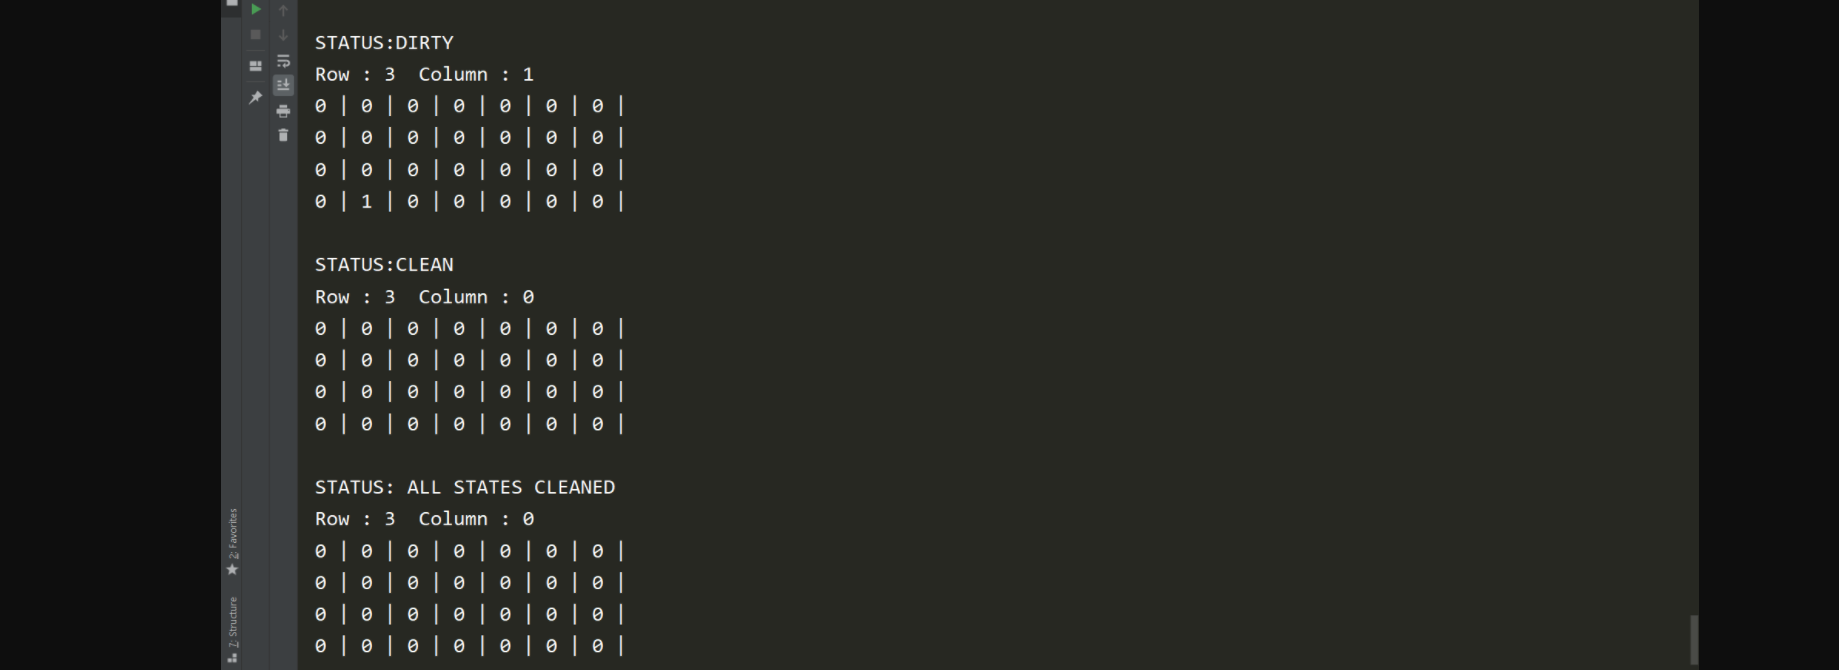 STATUS:DIRTY
Row : 3  Column : 1
0 | 0 | 0 | 0 | 0 | 0 | 0 |
0 | 0 | 0 | 0 | 0 | 0 | 0 |
0 | 0 | 0 | 0 | 0 | 0 | 0 |
0 | 1 | 0 | 0 | 0 | 0 | 0 |
STATUS:CLEAN
Row : 3  Column : 0
0 | 0 | 0 | 0 | 0 | 0 | 0 |
0 | 0 | 0 | 0 | 0 | 0 | 0 |
0 | 0 | 0 | 0 | 0 | 0 | 0 |
0 | 0 | 0 | 0 | 0 | 0 | 0 |
STATUS: ALL STATES CLEANED
Row : 3  Column : 0
0 | 0 | 0 | 0 | 0 | 0 | 0 |
0 | 0 | 0 | 0 | 0 | 0 | 0 |
0 | 0 | 0 | 0 | 0 | 0 | 0 |
0 | 0 | 0 | 0 | 0 | 0 | 0 |
2: Favorites
7: Structure